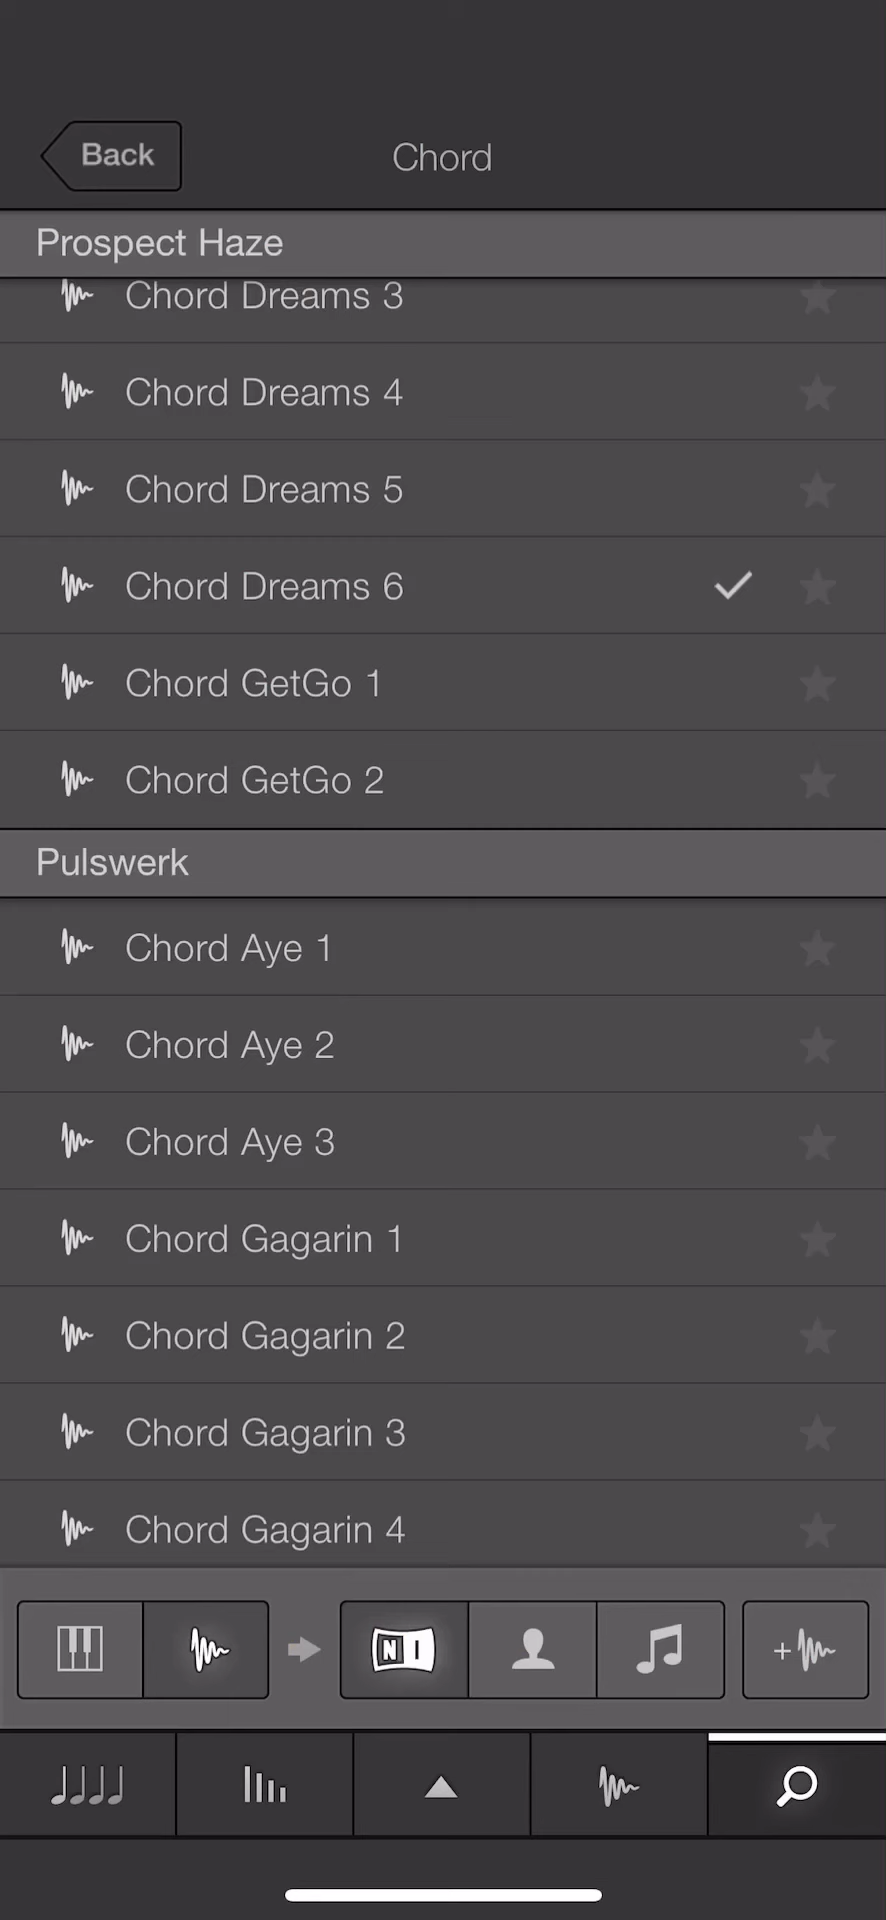 Back
Chord
Prospect Haze
Chord Dreams 3
Chord Dreams 4
Chord Dreams 5
Chord Dreams 6
Chord GetGo 1
Chord GetGo 2
Pulswerk
Chord Aye 1
Chord Aye 2
Chord Aye 3
Chord Gagarin 1
Chord Gagarin 2
Chord Gagarin 3
Chord Gagarin 4
NI